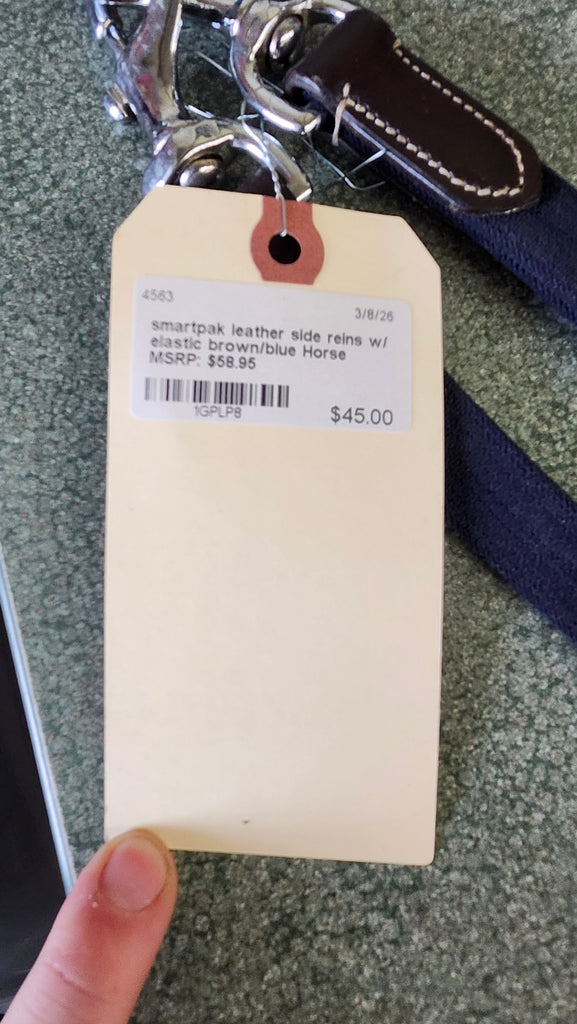 4563
3/8/26
smartpak leather side reins w/
elastic brown/blue Horse
MSRP: $58.95
1GPLP8
$45.00